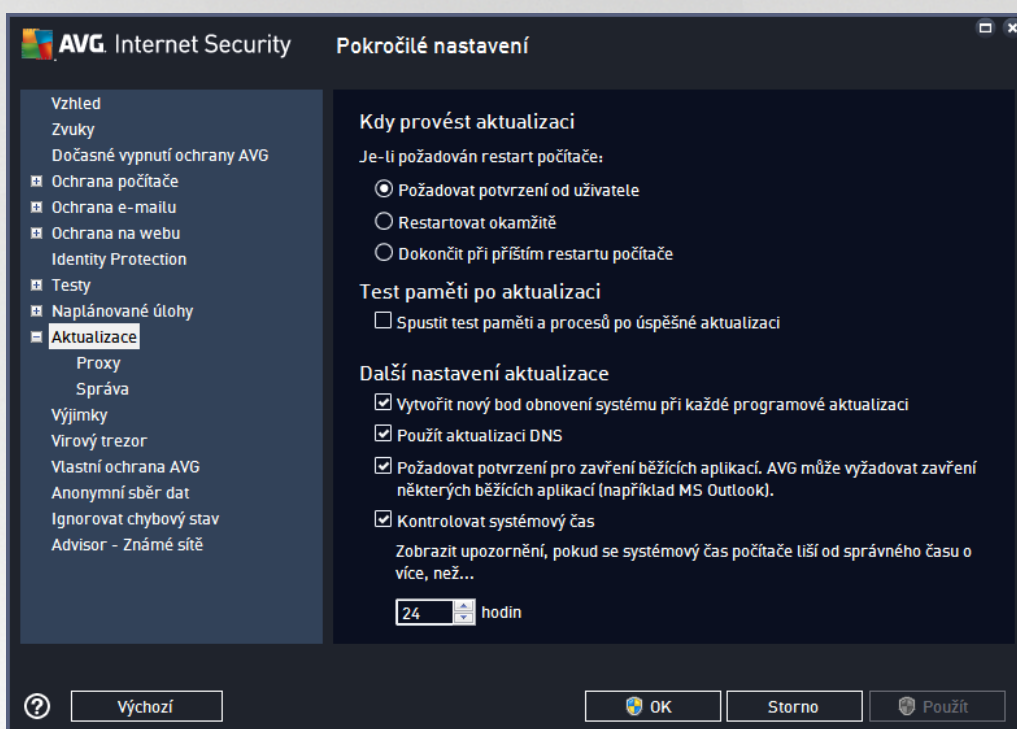 AVG. Internet Security
Pokročilé nastavení
Vzhled
Zvuky
Dočasné vypnutí ochrany AVG
Ochrana počítače
Ochrana e-mailu
Ochrana na webu
Identity Protection
Testy
Naplánované úlohy
Aktualizace
Proxy
Správa
Výjimky
Virový trezor
Vlastní ochrana AVG
Anonymní sběr dat
Ignorovat chybový stav
Advisor - Známé sítě
Kdy provést aktualizaci
Je-li požadován restart počítače:
Požadovat potvrzení od uživatele
Restartovat okamžitě
Dokončit při příštím restartu počítače
Test paměti po aktualizaci
Spustit test paměti a procesů po úspěšné aktualizaci
Další nastavení aktualizace
Vytvořit nový bod obnovení systému při každé programové aktualizaci
Použít aktualizaci DNS
Požadovat potvrzení pro zavření běžících aplikací. AVG může vyžadovat zavření
některých běžících aplikací (například MS Outlook).
Kontrolovat systémový čas
Zobrazit upozornění, pokud se systémový čas počítače liší od správného času o
více, než...
24 hodin
Výchozí
OK
Storno
Použít